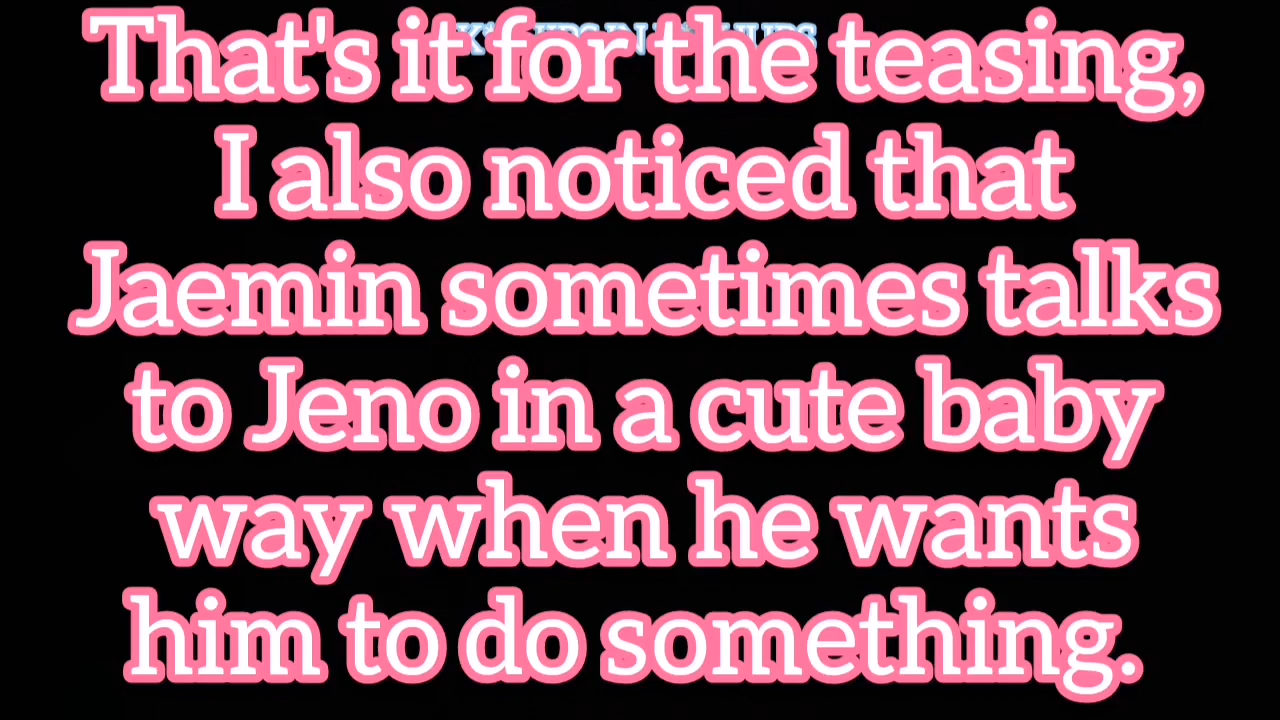 That's it for the teasing,
I also noticed that
Jaemin sometimes talks
to Jeno in a cute baby
way when he wants
him to do something.